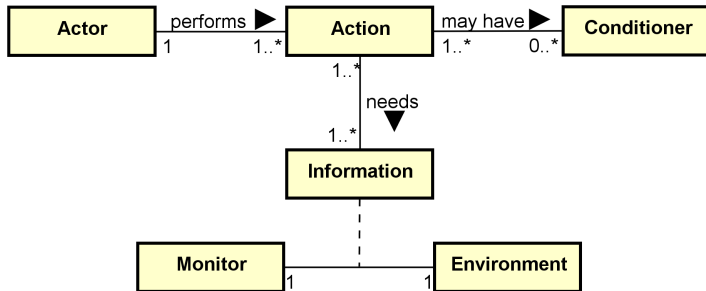 performs
may have
Actor
Action
Conditioner
1
1..*
1..*
0..*
1..*
needs
1..*
Information
Monitor
Environment
1
1